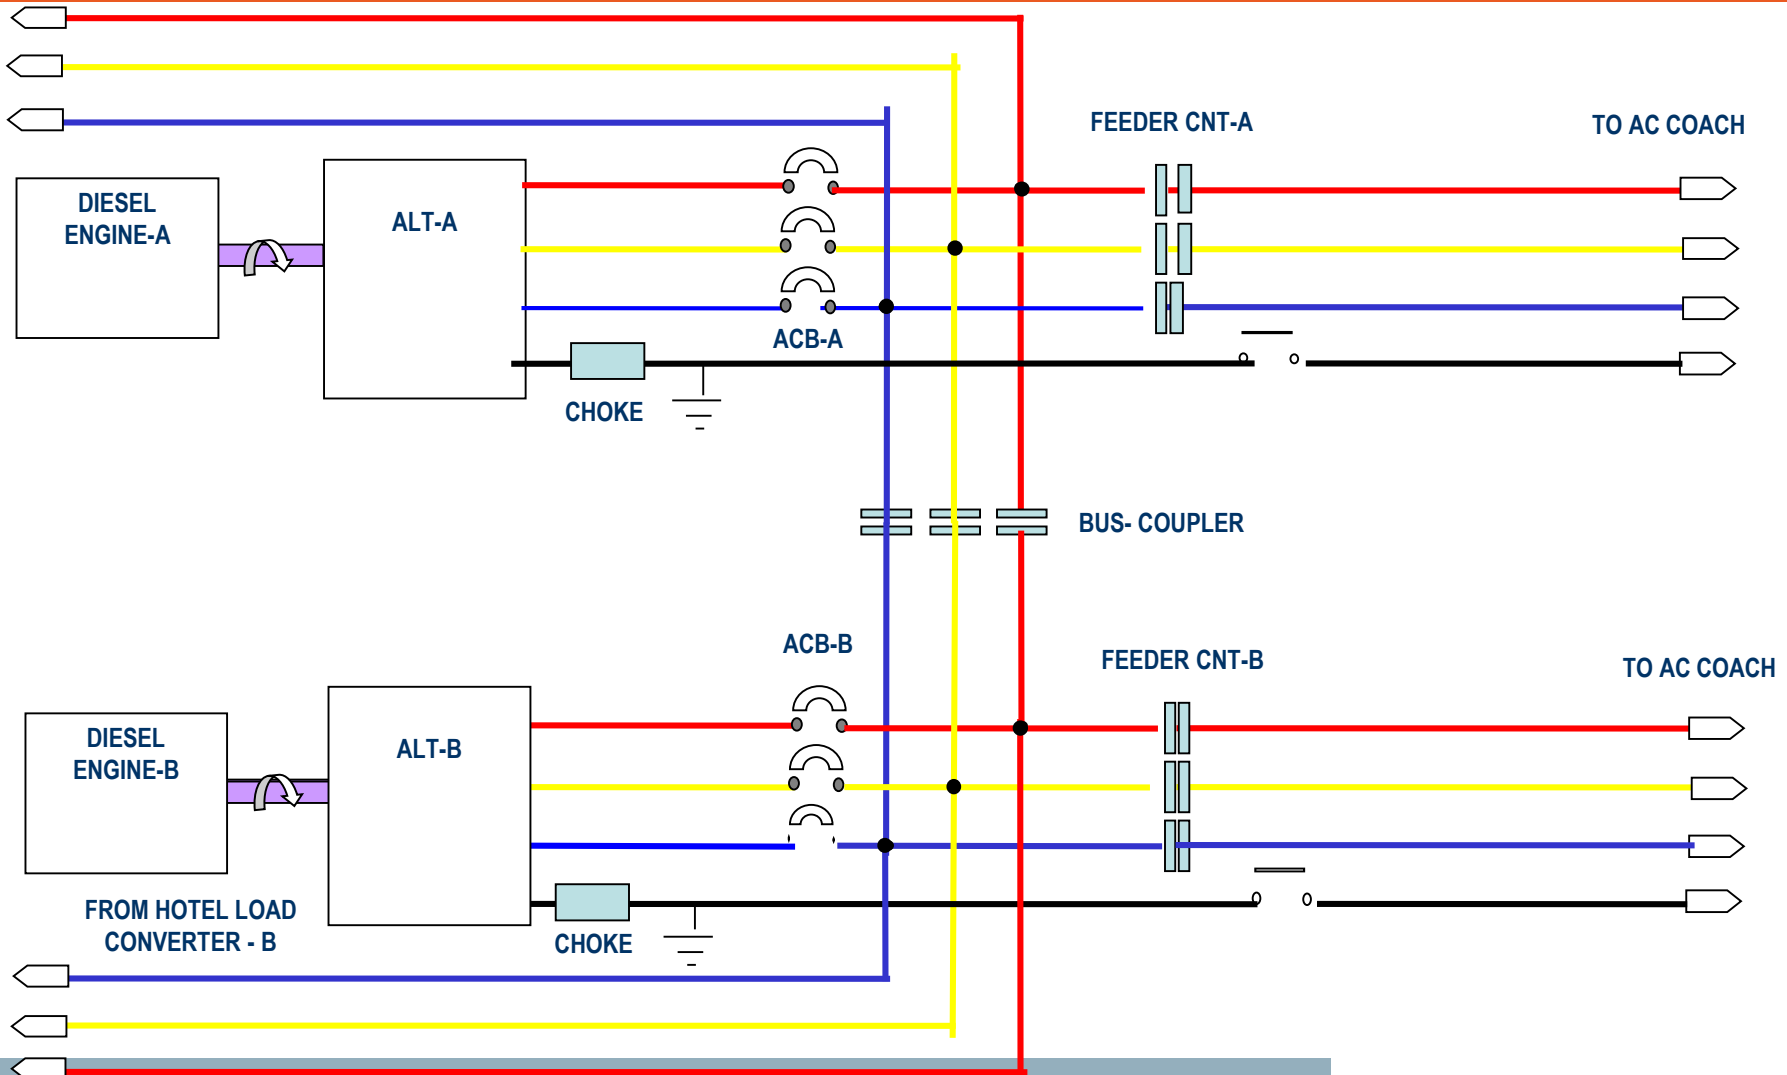 FEEDER CNT-A
TO AC COACH
DIESEL
ENGINE-A
ALT-A
ACB-A
CHOKE
BUS- COUPLER
ACB-B
FEEDER CNT-B
TO AC COACH
DIESEL
ENGINE-B
ALT-B
FROM HOTEL LOAD
CONVERTER - B
CHOKE